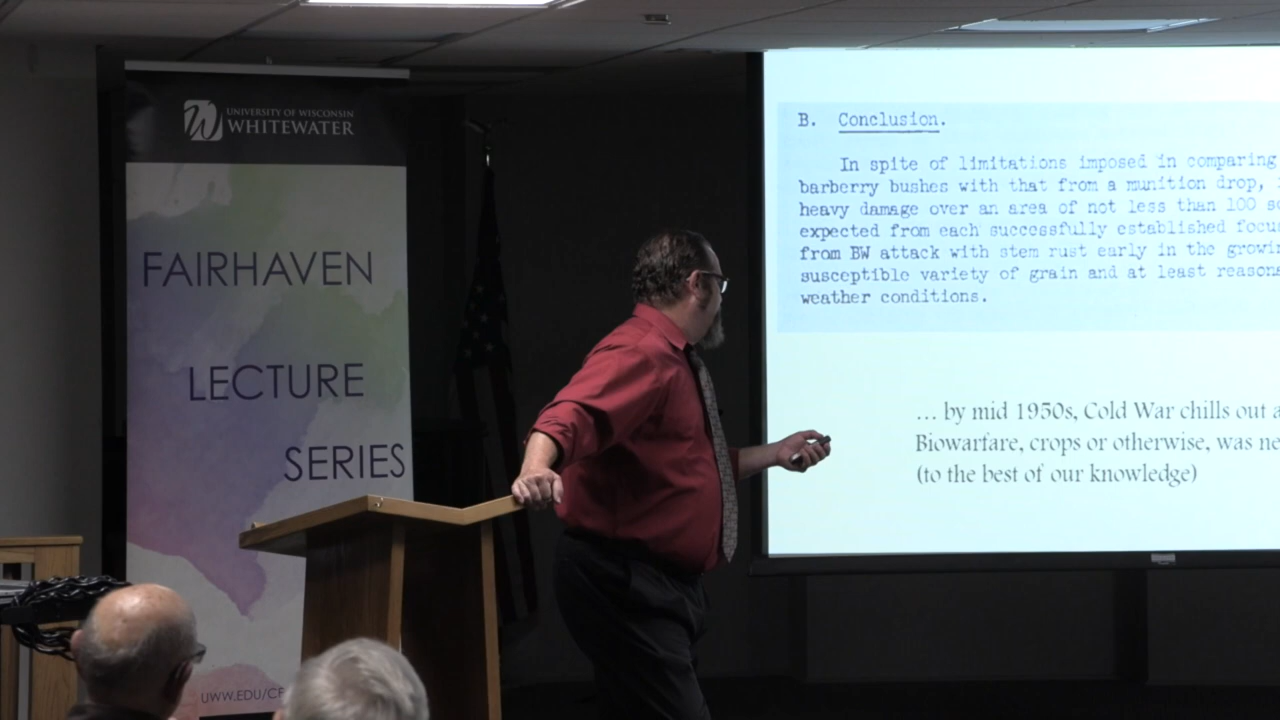 UNIVERSITY OF WISCONSIN
WHITEWATER
FAIRHAVEN
LECTURE
SERIES
UWW.EDU/CE
B. Conclusion.
In spite of limitations imposed in comparing
barberry bushes with that from a munition drop,
heavy damage over an area of not less than 100
expected from each successfully established
from BW attack with stem rust early in the
susceptible variety of grain and at least
weather conditions.
... by mid 1950s, Cold War chills out
Biowarfare, crops or otherwise, was
(to the best of our knowledge)